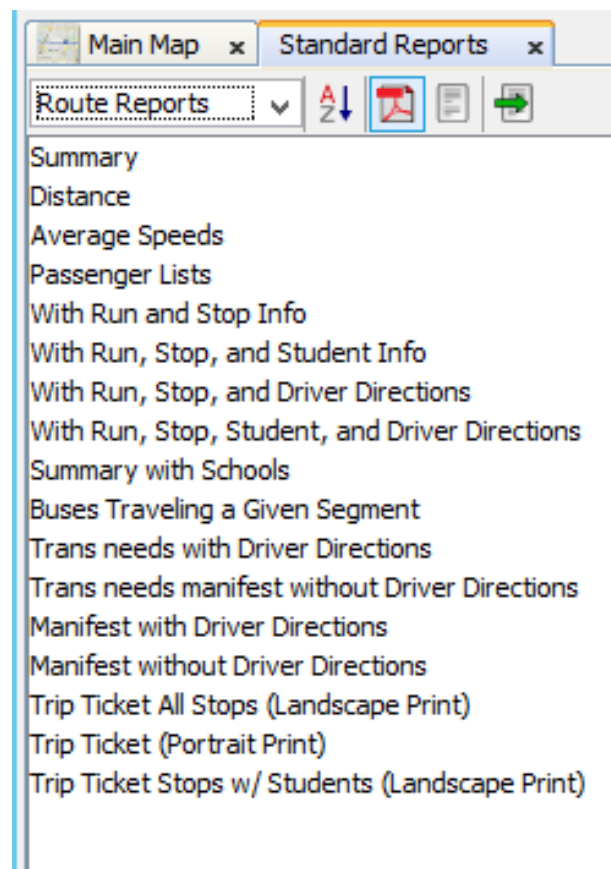 Main Map x Standard Reports x
Route Reports A Z
Summary
Distance
Average Speeds
Passenger Lists
With Run and Stop Info
With Run, Stop, and Student Info
With Run, Stop, and Driver Directions
With Run, Stop, Student, and Driver Directions
Summary with Schools
Buses Traveling a Given Segment
Trans needs with Driver Directions
Trans needs manifest without Driver Directions
Manifest with Driver Directions
Manifest without Driver Directions
Trip Ticket All Stops (Landscape Print)
Trip Ticket (Portrait Print)
Trip Ticket Stops w/ Students (Landscape Print)